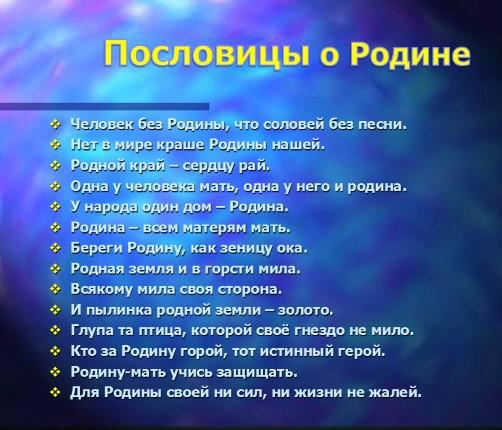 Пословицы о Родине
Человек без Родины, что соловей без песни.
Нет в мире краше Родины нашей.
Родной край – сердцу рай.
Одна у человека мать, одна у него и родина.
У народа один дом – Родина.
Родина – всем матерям мать.
Береги Родину, как зеницу ока.
Родная земля и в горсти мила.
Всякому мила своя сторона.
И пылинка родной земли – золото.
Глупа та птица, которой своё гнездо не мило.
Кто за Родину горой, тот истинный герой.
Родину-мать учись защищать.
Для Родины своей ни сил, ни жизни не жалей.